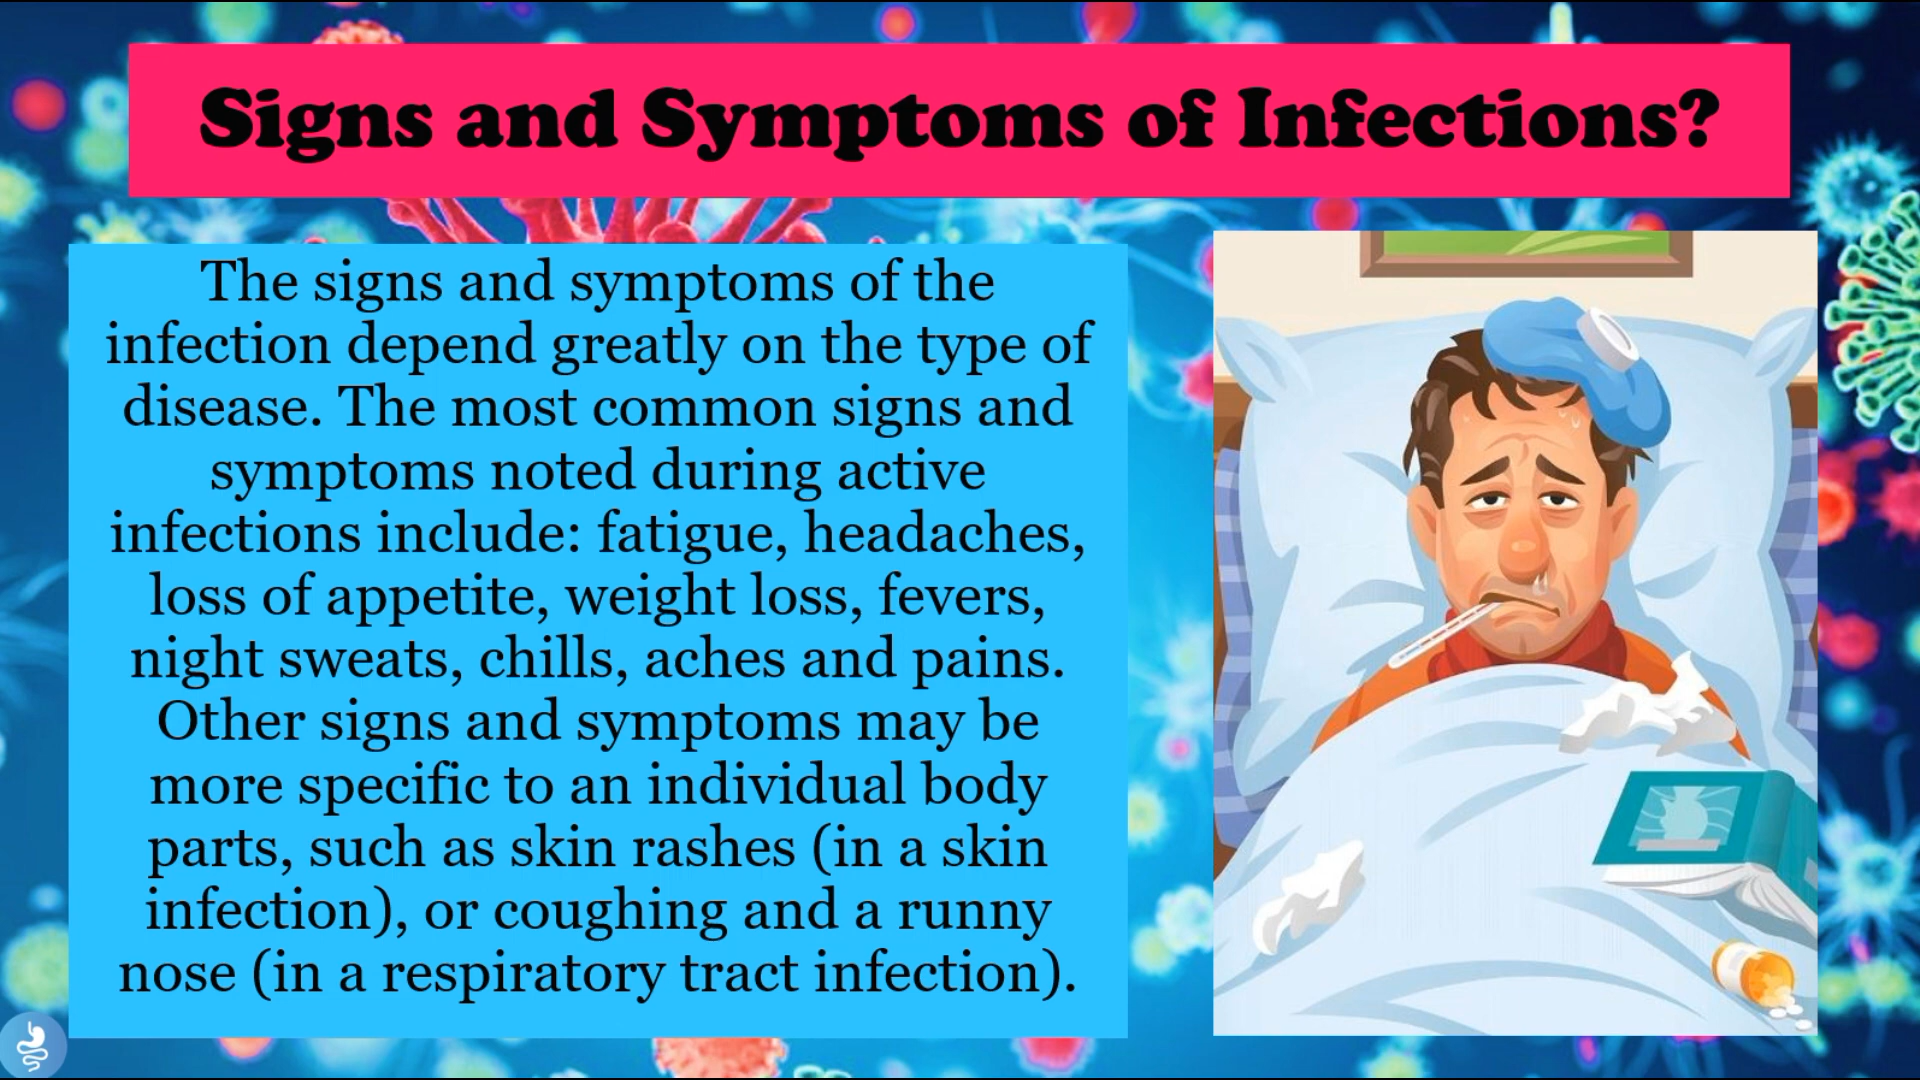 Signs and Symptoms of Infections?
The signs and symptoms of the
infection depend greatly on the type of
disease. The most common signs and
symptoms noted during active
infections include: fatigue, headaches,
loss of appetite, weight loss, fevers,
night sweats, chills, aches and pains.
Other signs and symptoms may be
more specific to an individual body
parts, such as skin rashes (in a skin
infection), or coughing and a runny
nose (in a respiratory tract infection).